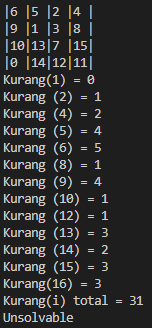 |6 |5 |2 |4 |
|9 |1 |3 |8 |
|10|13|7 |15|
|0 |14|12|11|
Kurang(1) = 0
Kurang (2) = 1
Kurang (4) = 2
Kurang (5) = 4
Kurang (6) = 5
Kurang (8) = 1
Kurang (9) = 4
Kurang (10) = 1
Kurang (12) = 1
Kurang (13) = 3
Kurang (14) = 2
Kurang (15) = 3
Kurang(16) = 3
Kurang(i) total = 31
Unsolvable